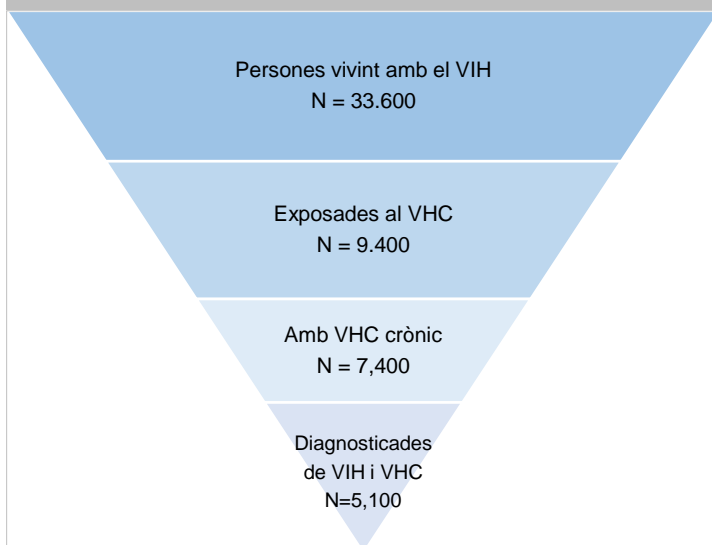 Persones vivint amb el VIH
N = 33.600
Exposades al VHC
N = 9.400
Amb VHC crònic
N = 7,400
Diagnosticades
de VIH i VHC
N=5,100